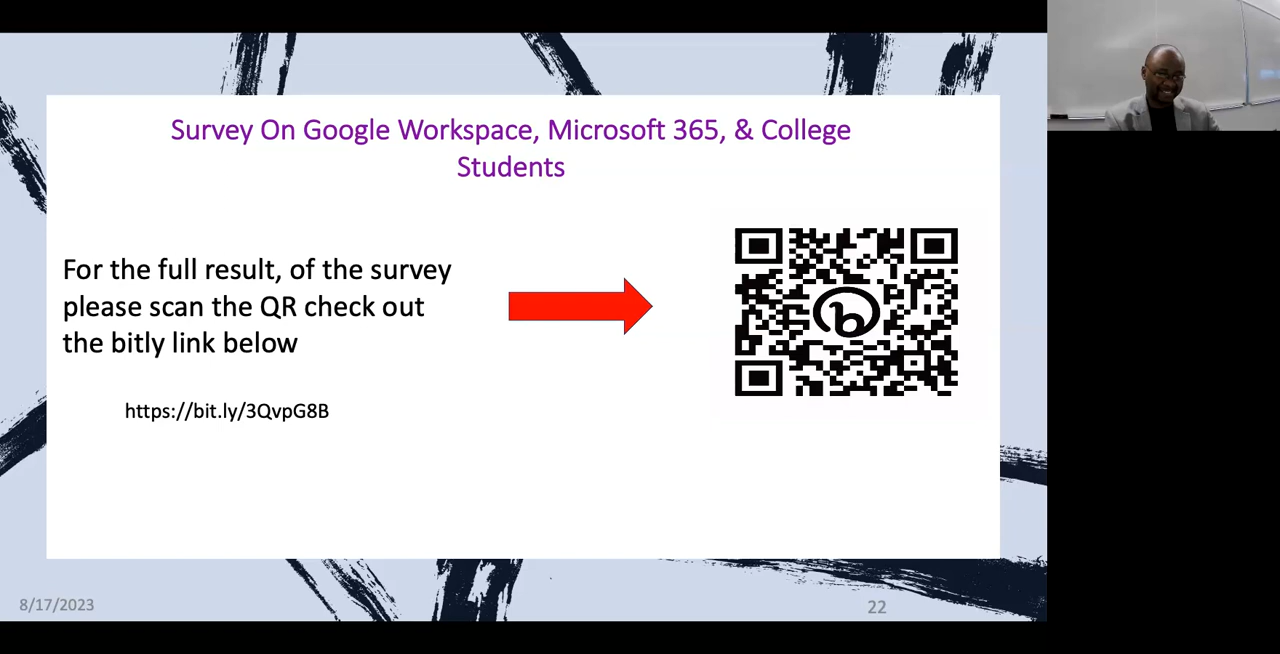 Survey On Google Workspace, Microsoft 365, & College
Students
For the full result, of the survey
please scan the QR check out
the bitly link below
https://bit.ly/3QvpG8B
8/17/2023
22